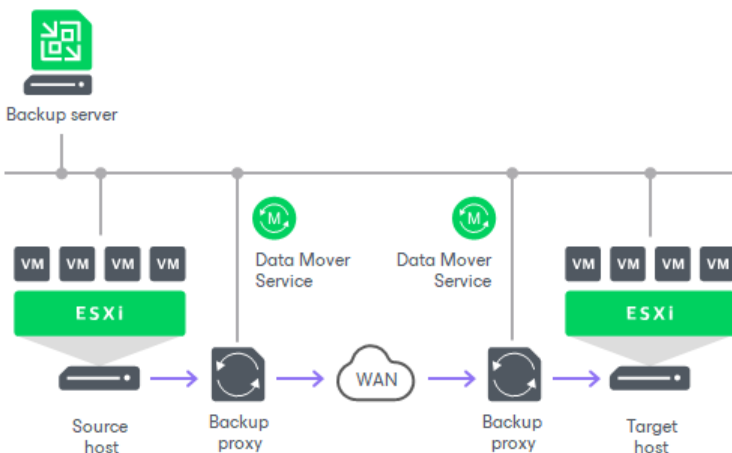 Backup server
M
M
Data Mover
Service
Data Mover
Service
VM VM VM VM
VM VM VM VM
ESXi
ESXi
WAN
Source
host
Backup
proxy
Backup
proxy
Target
host